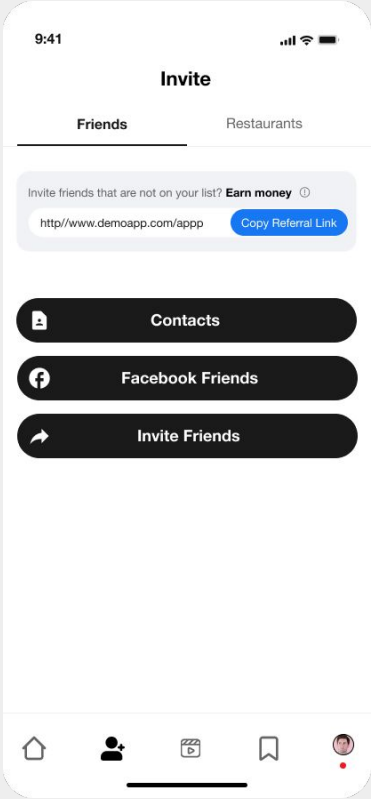 9:41
Invite
Friends
Restaurants
Invite friends that are not on your list? Earn money
http//www.demoapp.com/appp
Copy Referral Link
Contacts
Facebook Friends
Invite Friends